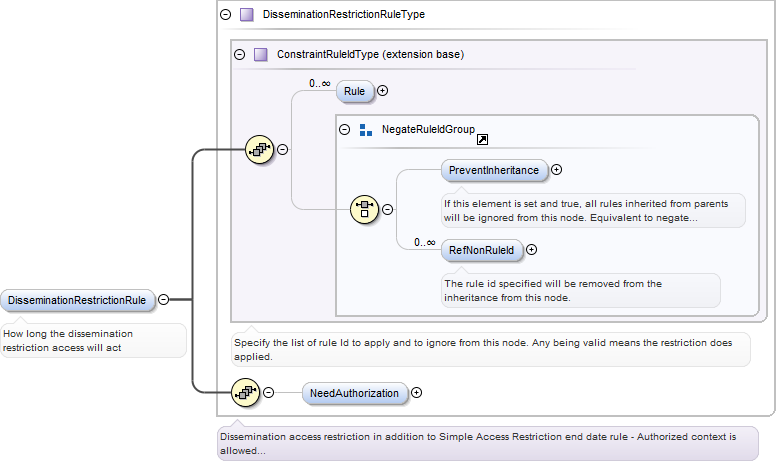 DisseminationRestrictionRuleType
ConstraintRuleIdType (extension base)
0..∞
Rule
NegateRuleIdGroup
PreventInheritance
If this element is set and true, all rules inherited from parents
will be ignored from this node. Equivalent to negate...
0..∞
RefNonRuleId
The rule id specified will be removed from the
inheritance from this node.
DisseminationRestrictionRule
How long the dissemination
restriction access will act
Specify the list of rule Id to apply and to ignore from this node. Any being valid means the restriction does
applied.
NeedAuthorization
Dissemination access restriction in addition to Simple Access Restriction end date rule - Authorized context is
allowed...